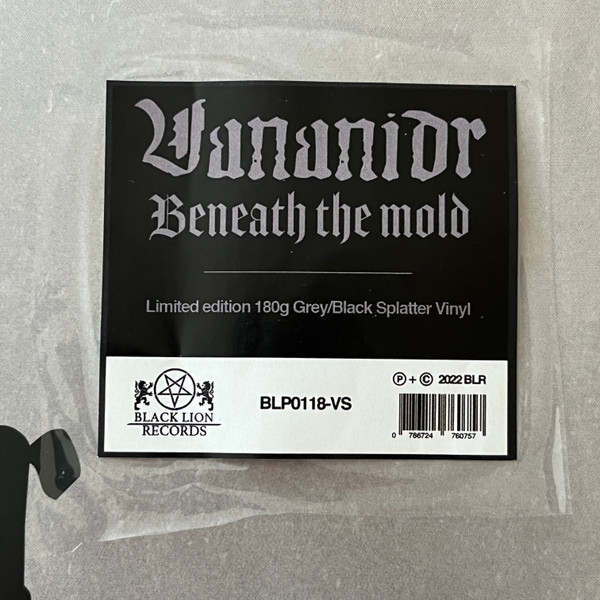 Vananidr
Beneath the mold
Limited edition 180g Grey/Black Splatter Vinyl
BLACK LION
RECORDS
BLP0118-VS
Ⓟ + © 2022 BLR
0 786724 760757